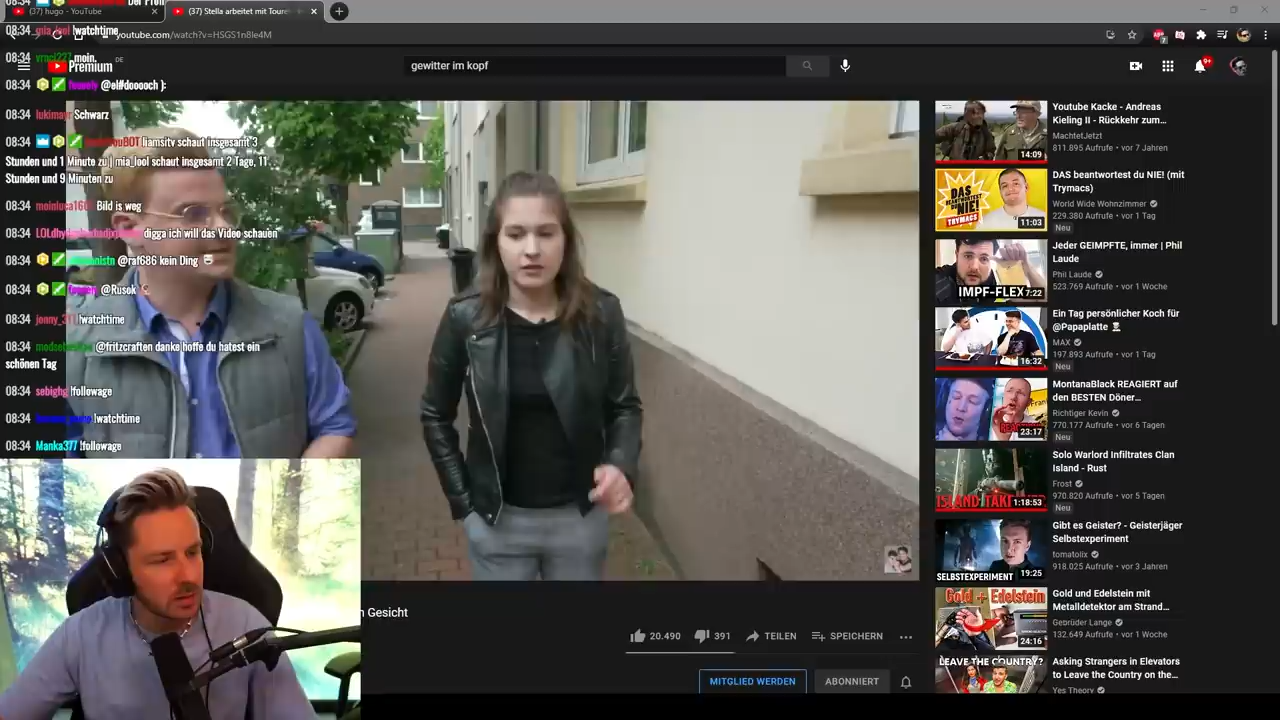 (37) hugo - YouTube
(37) Stella arbeitet mit Toure
youtube.com/watch?v=HSGS1n8Ie4M
Premium
DE
gewitter im kopf
9+
08:34 !watchtime
08:34 moin.
08:34
08:34 Schwarz
08:34 liamsitv schaut insgesamt 3
Stunden und 1 Minute zu | mia_lool schaut insgesamt 2 Tage, 11
Stunden und 9 Minuten zu
08:34 Bild is weg
08:34 digga ich will das Video schauen
08:34 @raf686 kein Ding
08:34 @Rusok
08:34 !watchtime
08:34 @fritzcraften danke hoffe du hatest ein
schönen Tag
08:34 sebighg !followage
08:34 !watchtime
08:34 Manka377 !followage
Gesicht
20.490
391
TEILEN
SPEICHERN
MITGLIED WERDEN
ABONNIERT
Youtube Kacke - Andreas
Kieling II - Rückkehr zum...
MachtetJetzt
811.895 Aufrufe • vor 7 Jahren
14:09
DAS beantwortest du NIE! (mit
Trymacs)
World Wide Wohnzimmer
229.380 Aufrufe • vor 1 Tag
Neu
DAS
BEANTWORTEST
DU
NIE!
TRYMACS
11:03
Jeder GEIMPFTE, immer | Phil
Laude
Phil Laude
523.769 Aufrufe • vor 1 Woche
IMPF-FLEX
7:22
Ein Tag persönlicher Koch für
@Papaplatte
MAX
197.893 Aufrufe • vor 1 Tag
Neu
16:32
MontanaBlack REAGIERT auf
den BESTEN Döner...
Richtiger Kevin
770.177 Aufrufe • vor 6 Tagen
Neu
23:17
Solo Warlord Infiltrates Clan
Island - Rust
Frost
970.820 Aufrufe • vor 5 Tagen
Neu
1:18:53
Gibt es Geister? - Geisterjäger
Selbstexperiment
tomatolix
918.025 Aufrufe • vor 3 Jahren
SELBSTEXPERIMENT
19:25
Gold und Edelstein mit
Metalldetektor am Strand...
Gebrüder Lange
132.649 Aufrufe • vor 1 Woche
Gold + Edelstein
24:16
Asking Strangers in Elevators
to Leave the Country on the...
Yes Theory
LEAVE THE COUNTRY?